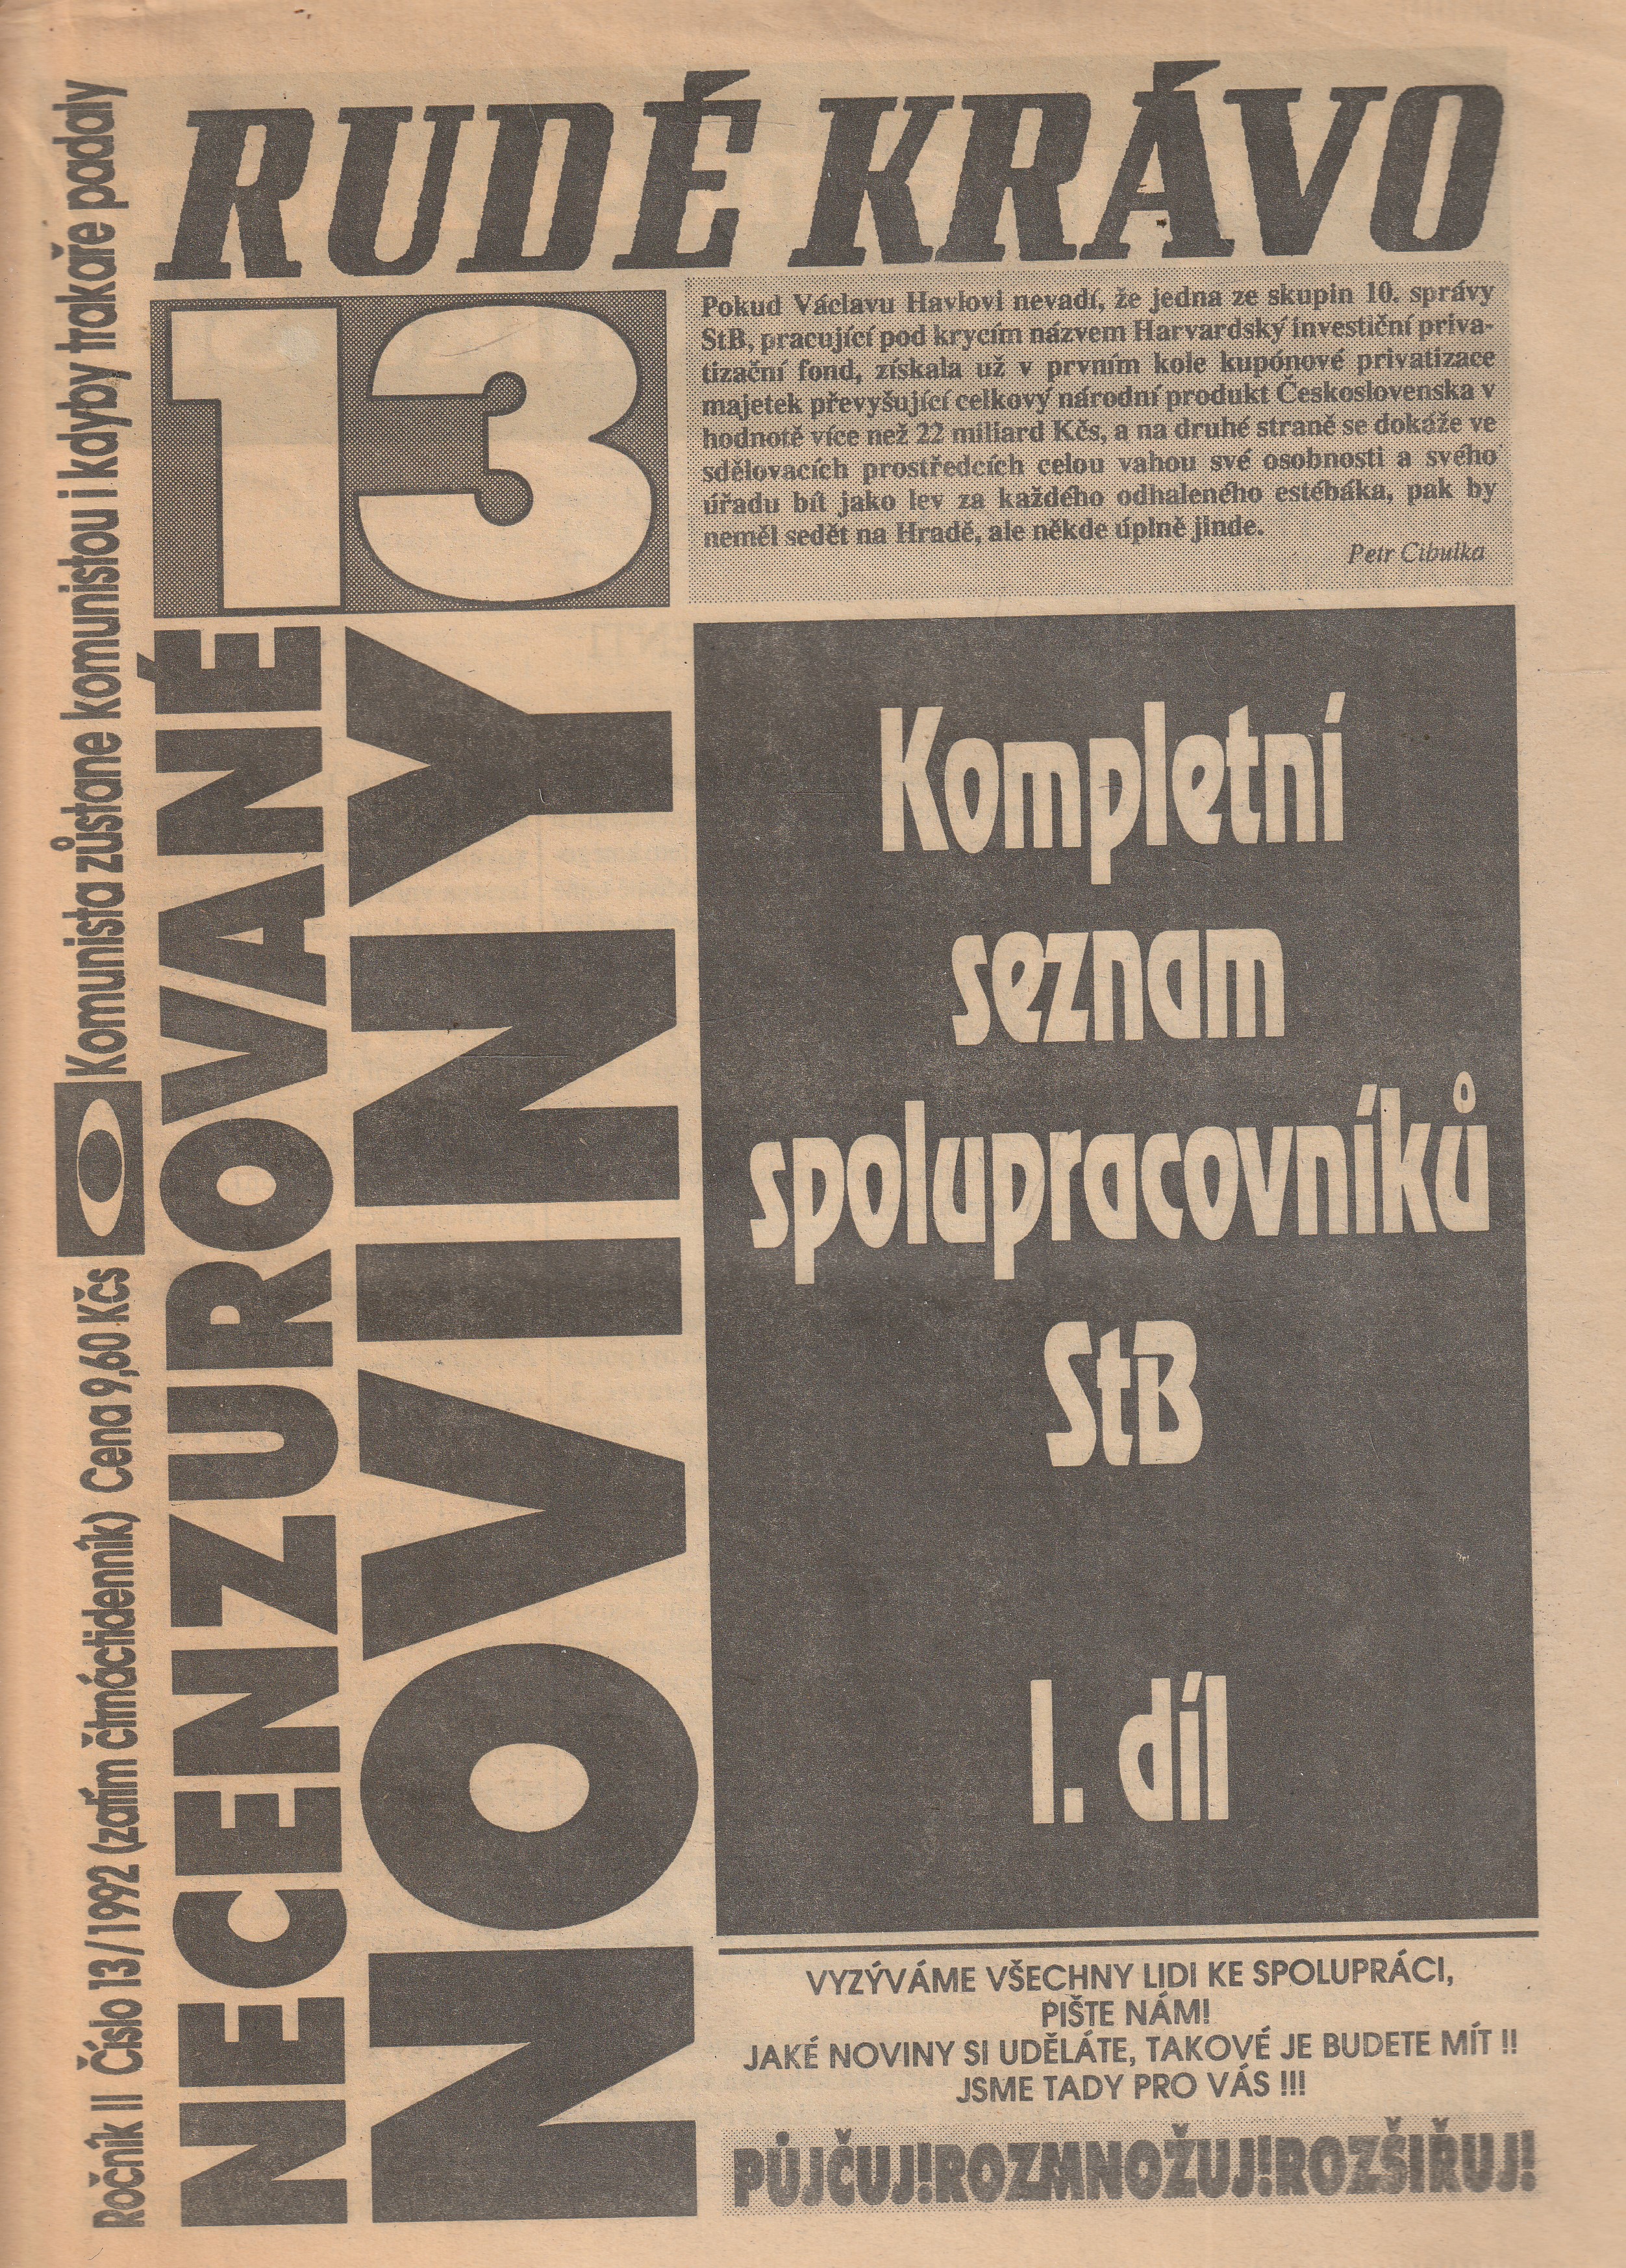 RUDÉ KRÁVO
Ročník II Číslo 13/1992 (zatím čtrnáctidenník) Cena 9,60 Kčs
Komunista zůstane komunistou i kdyby trakaře padaly
NECENZUROVANÉ
NOVINY
13
Pokud Václavu Havlovi nevadí, že jedna ze skupin 10. správy
StB, pracující pod krycím názvem Harvardský investiční priva-
tizační fond, získala už v prvním kole kupónové privatizace
majetek převyšující celkový národní produkt Československa v
hodnotě více než 22 miliard Kčs, a na druhé straně se dokáže ve
sdělovacích prostředcích celou vahou své osobnosti a svého
úřadu bít jako lev za každého odhaleného estébáka, pak by
neměl sedět na Hradě, ale někde úplně jinde.
Petr Cibulka
Kompletní
seznam
spolupracovníků
StB
I. díl
VYZÝVÁME VŠECHNY LIDI KE SPOLUPRÁCI,
PIŠTE NÁM!
JAKÉ NOVINY SI UDĚLÁTE, TAKOVÉ JE BUDETE MÍT !!
JSME TADY PRO VÁS !!!
PŮJČUJ!ROZMNOŽUJ!ROZŠIŘUJ!